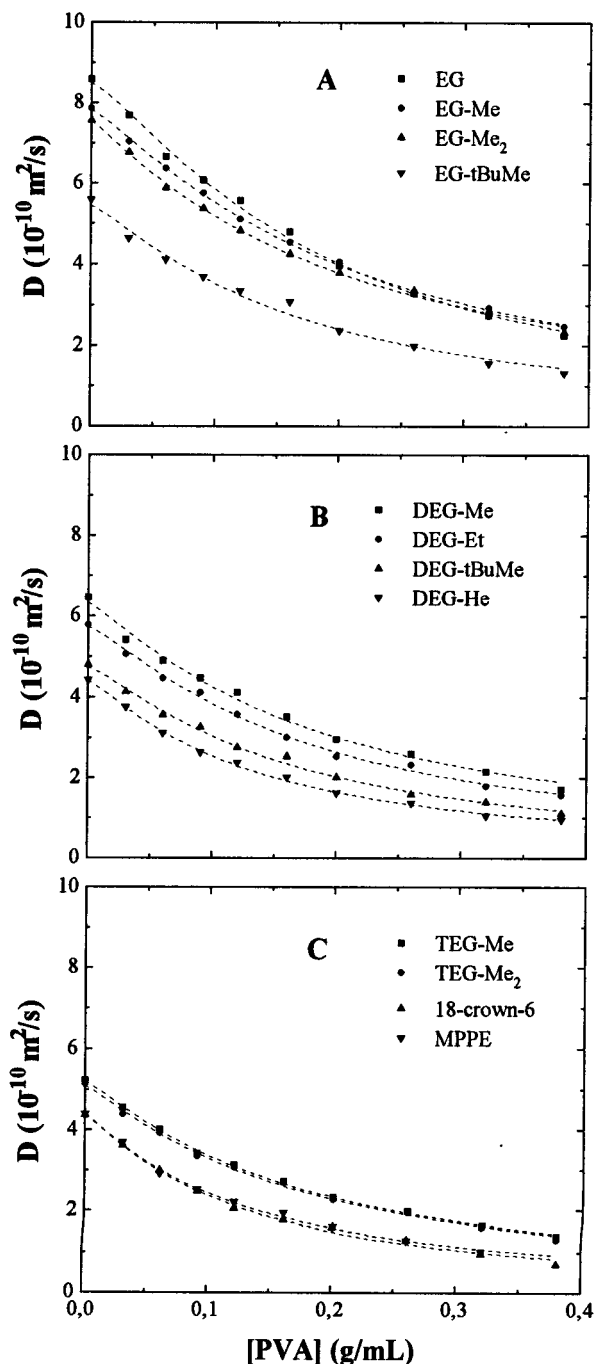 10
8
6
4
2
0
D (10⁻¹⁰ m²/s)
A
EG
EG-Me
EG-Me₂
EG-tBuMe
10
8
6
4
2
0
D (10⁻¹⁰ m²/s)
B
DEG-Me
DEG-Et
DEG-tBuMe
DEG-He
10
8
6
4
2
0
D (10⁻¹⁰ m²/s)
C
TEG-Me
TEG-Me₂
18-crown-6
MPPE
0,0 0,1 0,2 0,3 0,4
[PVA] (g/mL)